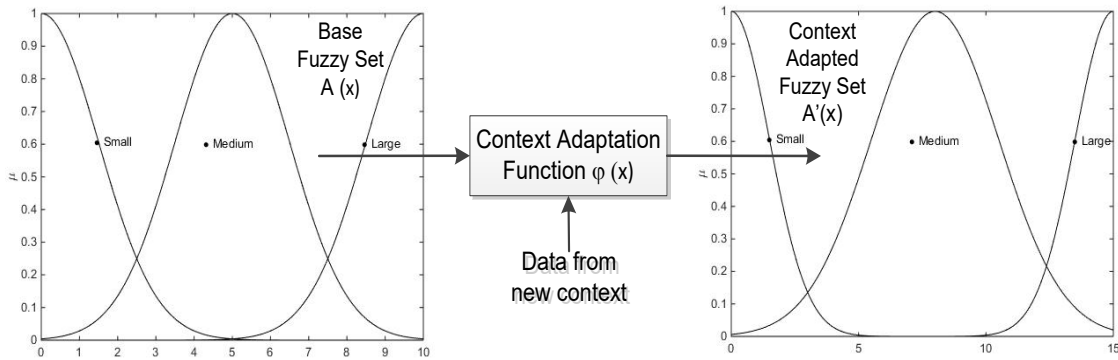 1
0.9
0.8
0.7
0.6
0.5
0.4
0.3
0.2
0.1
0
μ
0 1 2 3 4 5 6 7 8 9 10
Small
Medium
Large
Base
Fuzzy Set
A (x)
Context Adaptation
Function φ (x)
Data from
new context
1
0.9
0.8
0.7
0.6
0.5
0.4
0.3
0.2
0.1
0
μ
0 5 10 15
Small
Medium
Large
Context
Adapted
Fuzzy Set
A'(x)